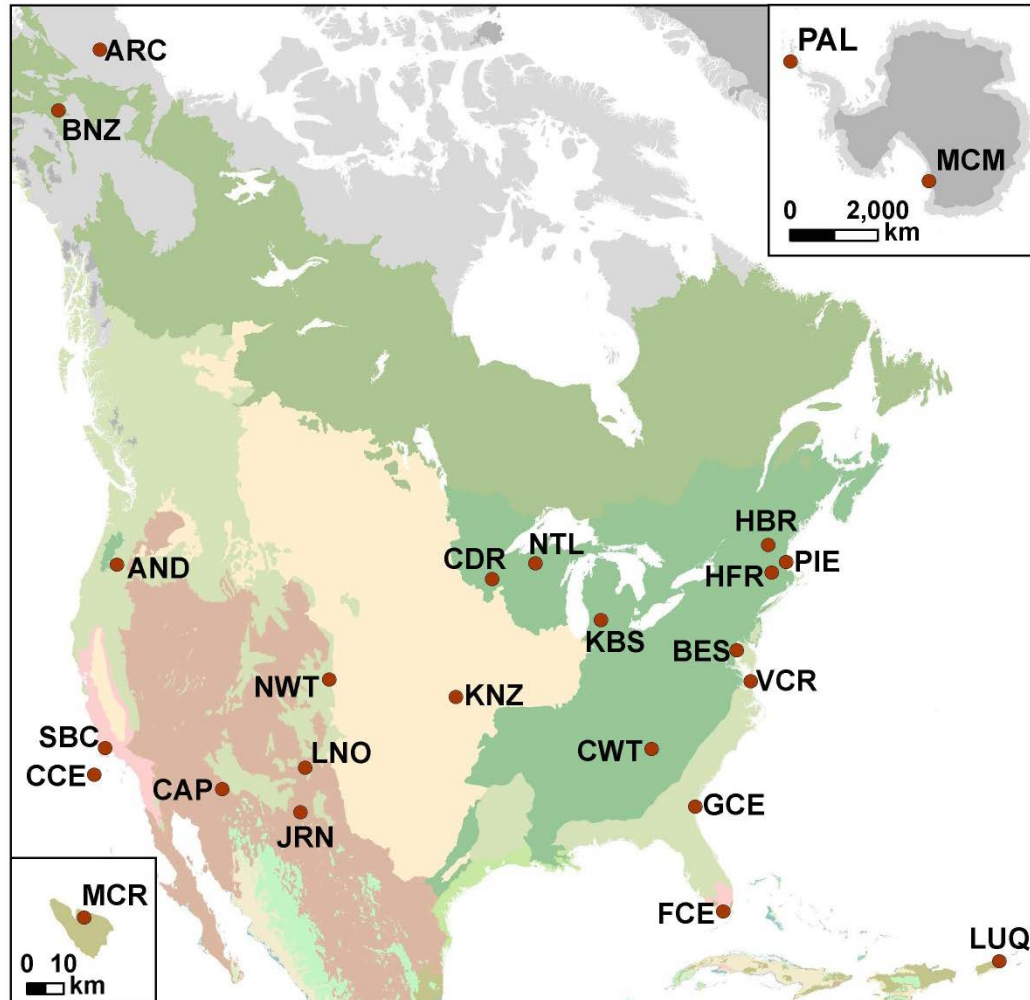 ARC
BNZ
PAL
MCM
0 2,000
km
AND
CDR
NTL
HBR
PIE
HFR
KBS
BES
VCR
NWT
KNZ
SBC
LNO
CWT
CCE
CAP
GCE
JRN
MCR
FCE
LUQ
0 10
km